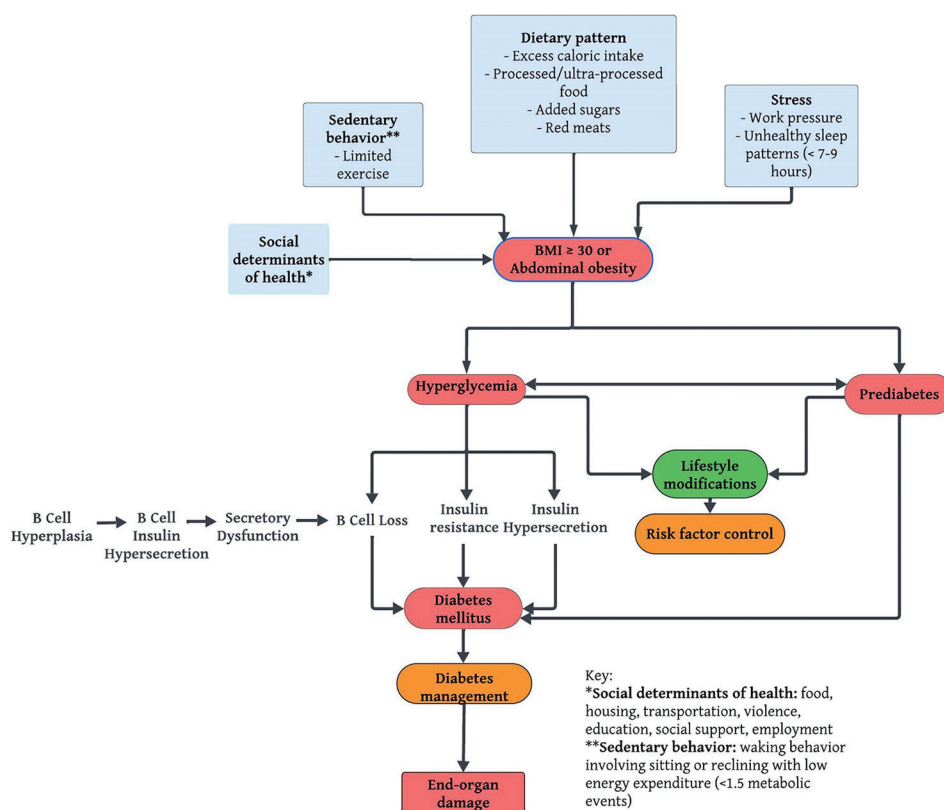 Dietary pattern
- Excess caloric intake
- Processed/ultra-processed
food
- Added sugars
- Red meats
Sedentary
behavior**
- Limited
exercise
Stress
- Work pressure
- Unhealthy sleep
patterns (< 7-9
hours)
Social
determinants
of health*
BMI ≥ 30 or
Abdominal obesity
Hyperglycemia
Prediabetes
Lifestyle
modifications
Risk factor control
B Cell
Hyperplasia
B Cell
Insulin
Hypersecretion
Secretory
Dysfunction
B Cell Loss
Insulin
resistance
Insulin
Hypersecretion
Diabetes
mellitus
Diabetes
management
End-organ
damage
Key:
*Social determinants of health: food,
housing, transportation, violence,
education, social support, employment
**Sedentary behavior: waking behavior
involving sitting or reclining with low
energy expenditure (<1.5 metabolic
events)